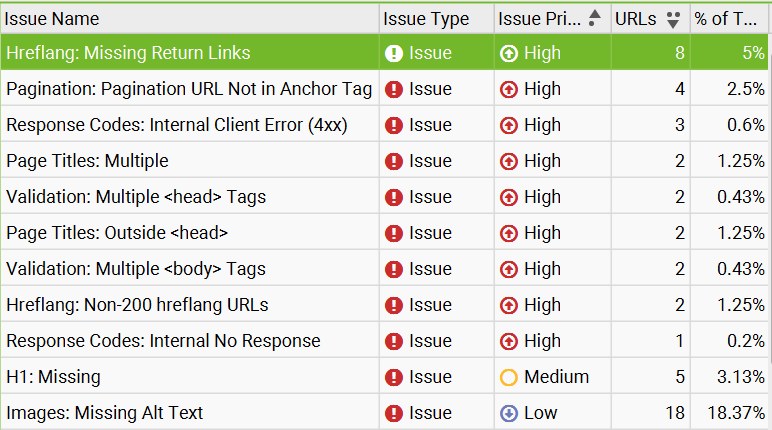 Issue Name Issue Type Issue Pri... URLs % of T...
Hreflang: Missing Return Links Issue High 8 5%
Pagination: Pagination URL Not in Anchor Tag Issue High 4 2.5%
Response Codes: Internal Client Error (4xx) Issue High 3 0.6%
Page Titles: Multiple Issue High 2 1.25%
Validation: Multiple <head> Tags Issue High 2 0.43%
Page Titles: Outside <head> Issue High 2 1.25%
Validation: Multiple <body> Tags Issue High 2 0.43%
Hreflang: Non-200 hreflang URLs Issue High 2 1.25%
Response Codes: Internal No Response Issue High 1 0.2%
H1: Missing Issue Medium 5 3.13%
Images: Missing Alt Text Issue Low 18 18.37%